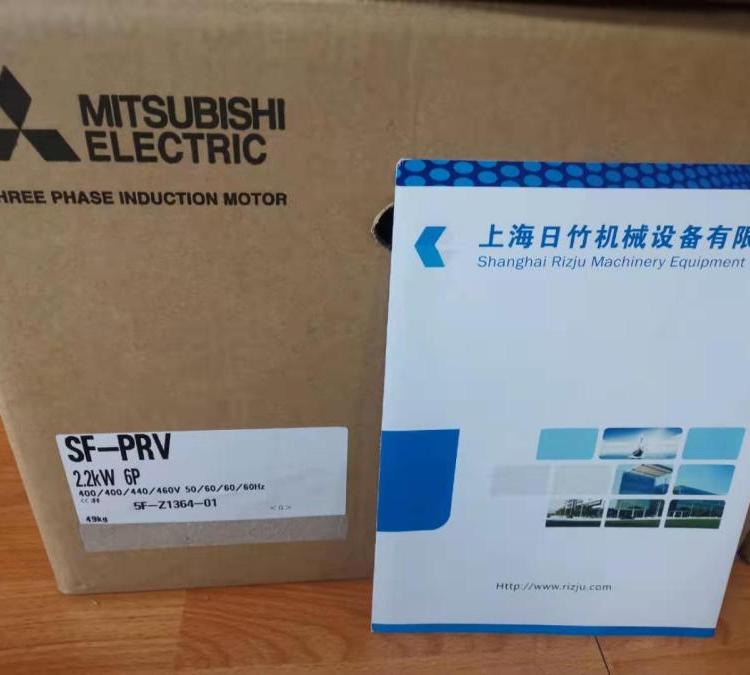 MITSUBISHI
ELECTRIC
HREE PHASE INDUCTION MOTOR
SF-PRV
2.2kW 6P
400/400/440/460V 50/60/60/60Hz
5F-Z1364-01
<G>
49kg
上海日竹机械设备有限
Shanghai Rizju Machinery Equipment
Http://www.rizju.com